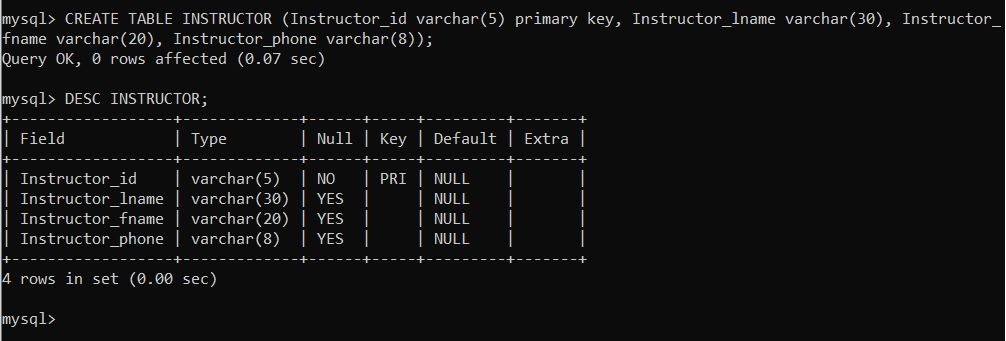 mysql> CREATE TABLE INSTRUCTOR (Instructor_id varchar(5) primary key, Instructor_lname varchar(30), Instructor_
fname varchar(20), Instructor_phone varchar(8));
Query OK, 0 rows affected (0.07 sec)

mysql> DESC INSTRUCTOR;
+------------------+-------------+------+-----+---------+-------+
| Field            | Type        | Null | Key | Default | Extra |
+------------------+-------------+------+-----+---------+-------+
| Instructor_id    | varchar(5)  | NO   | PRI | NULL    |       |
| Instructor_lname | varchar(30) | YES  |     | NULL    |       |
| Instructor_fname | varchar(20) | YES  |     | NULL    |       |
| Instructor_phone | varchar(8)  | YES  |     | NULL    |       |
+------------------+-------------+------+-----+---------+-------+
4 rows in set (0.00 sec)

mysql>